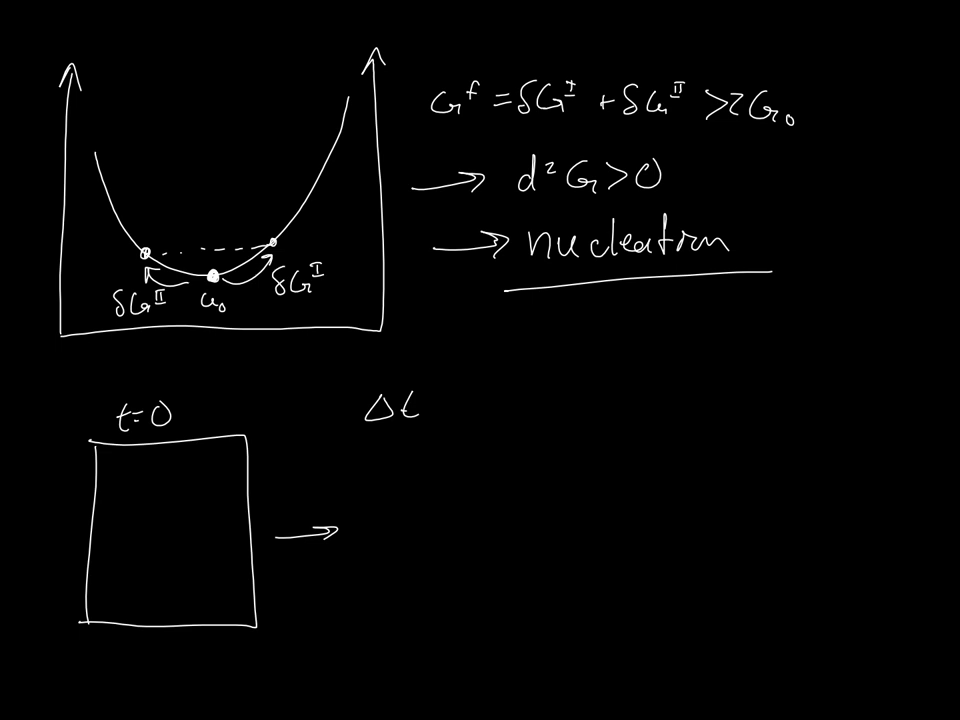 G^f = δG^I + δG^II > 2G₀
→ d²G > 0
→ nucleation
δG^II G₀ δG^I
t=0 Δt
→